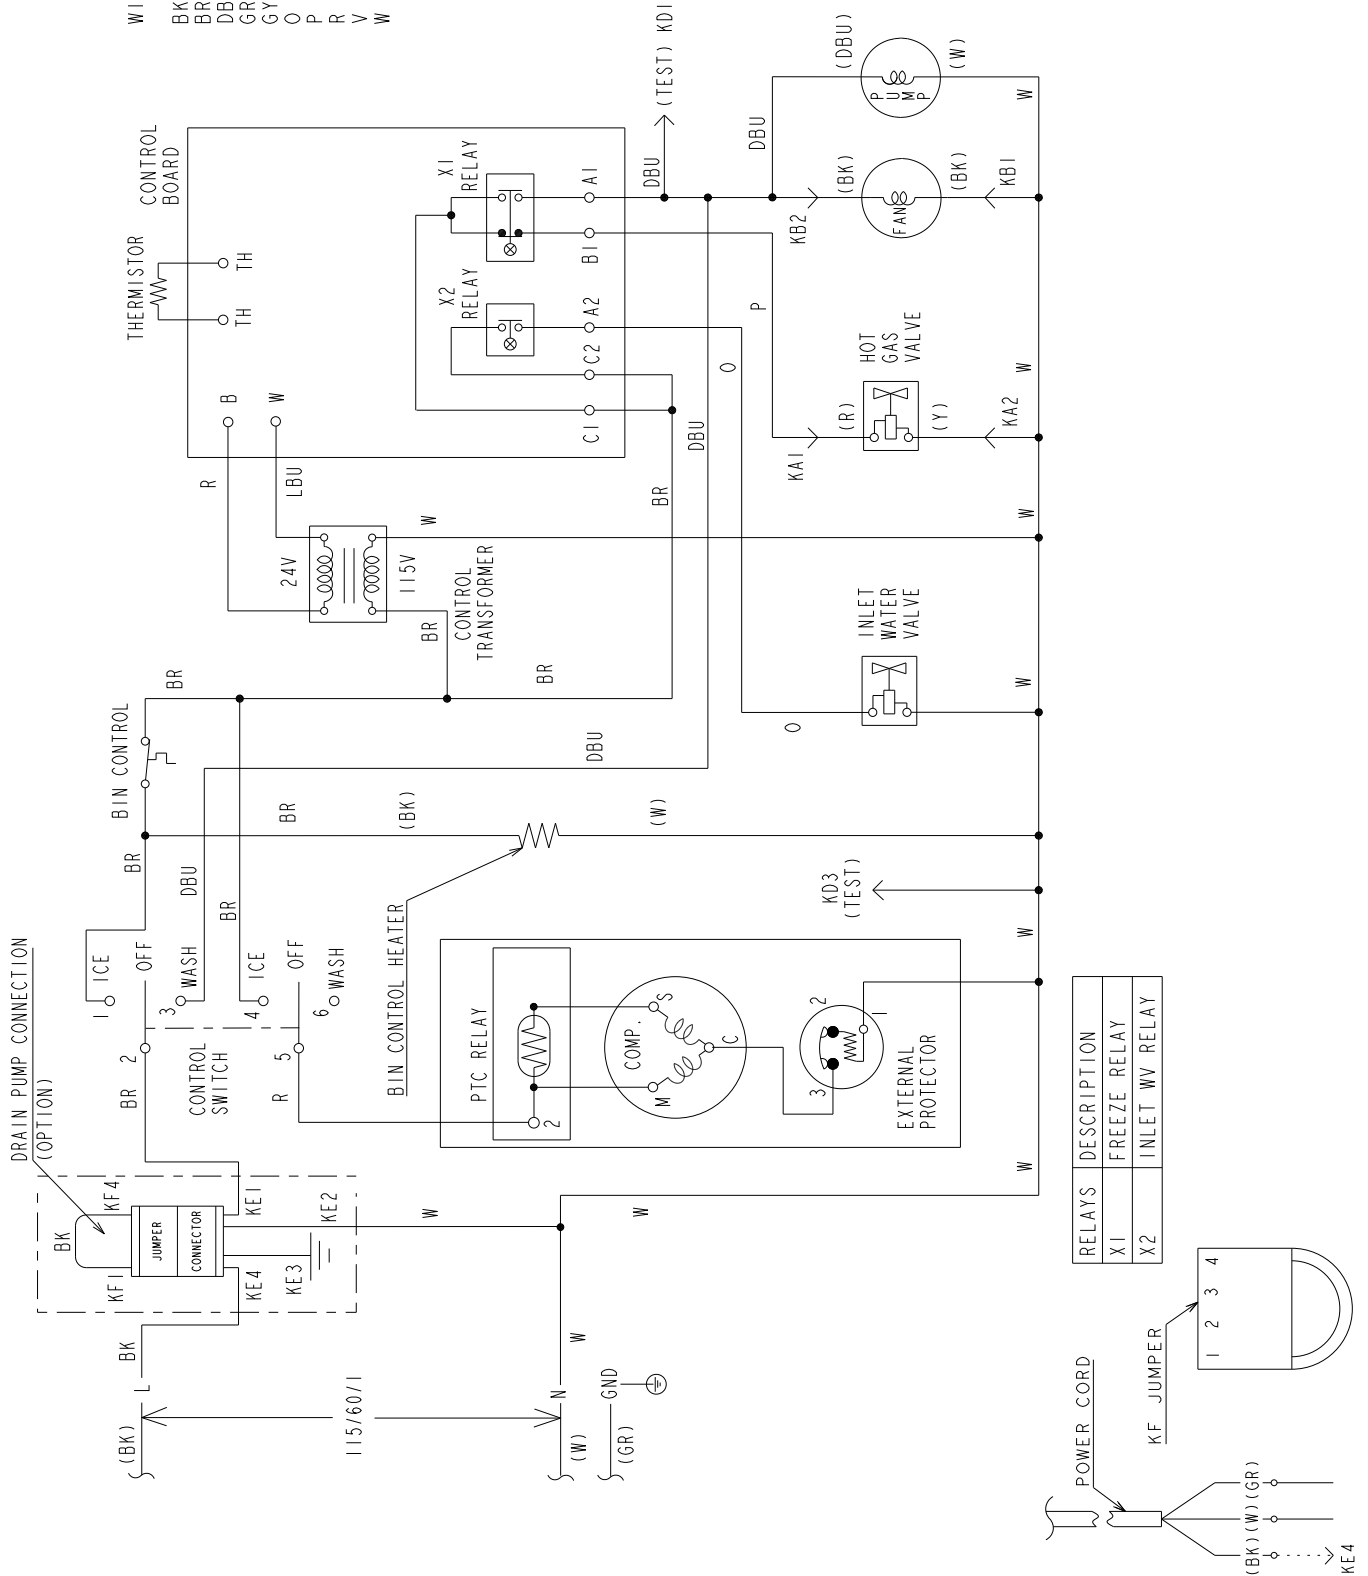 WI
BK
BR
DB
GR
GY
O
P
R
V
W
DRAIN PUMP CONNECTION
(OPTION)
BK
KF1
KF4
JUMPER
CONNECTOR
KE4
KE1
KE3
KE2
(BK)
L
BK
115/60/1
N
(W)
W
GND
(GR)
W
W
BR
2
CONTROL
SWITCH
R
5
1
ICE
OFF
3
WASH
4
ICE
OFF
6
WASH
BR
DBU
BR
BIN CONTROL
BR
BR
(BK)
(W)
BIN CONTROL HEATER
DBU
BR
BR
CONTROL
TRANSFORMER
24V
115V
R
LBU
W
THERMISTOR
TH
TH
CONTROL
BOARD
B
W
X2
RELAY
X1
RELAY
C1
C2
A2
B1
A1
BR
DBU
DBU
(TEST) KD1
DBU
O
P
O
PTC RELAY
2
COMP.
M
S
C
3
2
1
EXTERNAL
PROTECTOR
KD3
(TEST)
INLET
WATER
VALVE
HOT
GAS
VALVE
KA1
(R)
(Y)
KA2
KB2
(BK)
FAN
(BK)
KB1
(DBU)
PUMP
(W)
W
W
W
W
W
W
RELAYS DESCRIPTION
X1 FREEZE RELAY
X2 INLET WV RELAY
KF JUMPER
1 2 3 4
POWER CORD
(BK)(W)(GR)
KE4